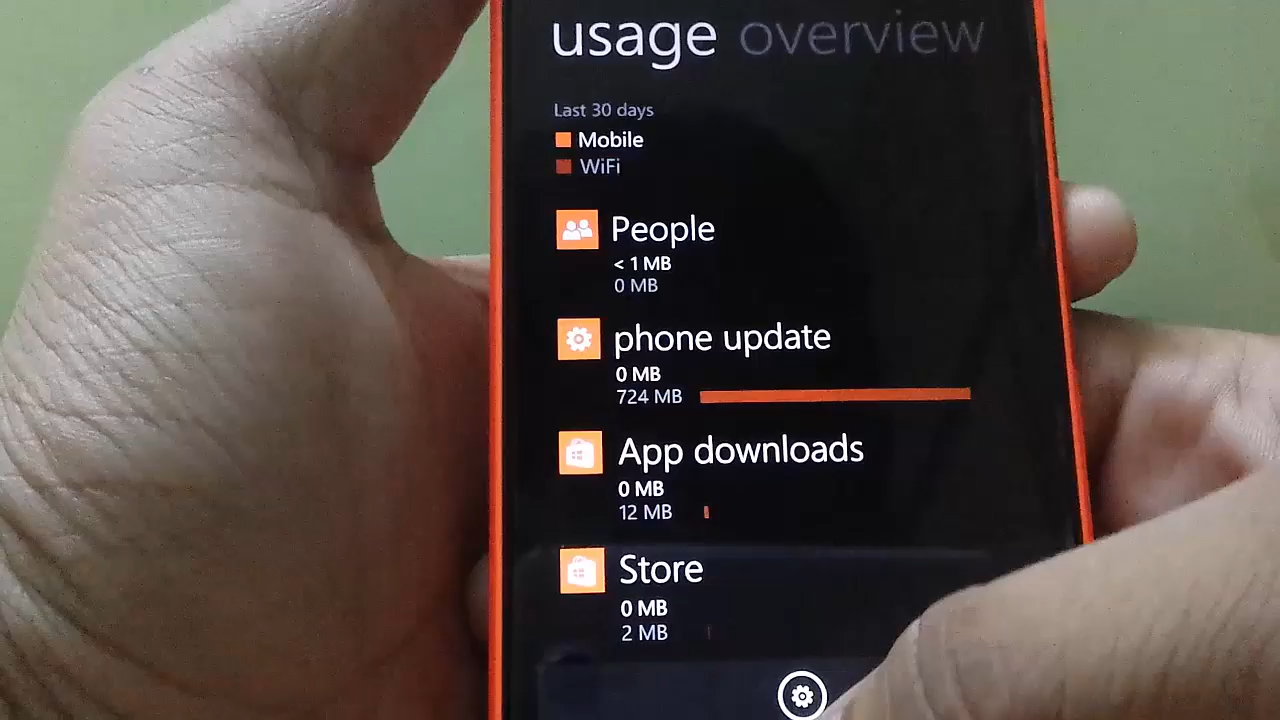 usage overview
Last 30 days
Mobile
WiFi
People
< 1 MB
0 MB
phone update
0 MB
724 MB
App downloads
0 MB
12 MB
Store
0 MB
2 MB